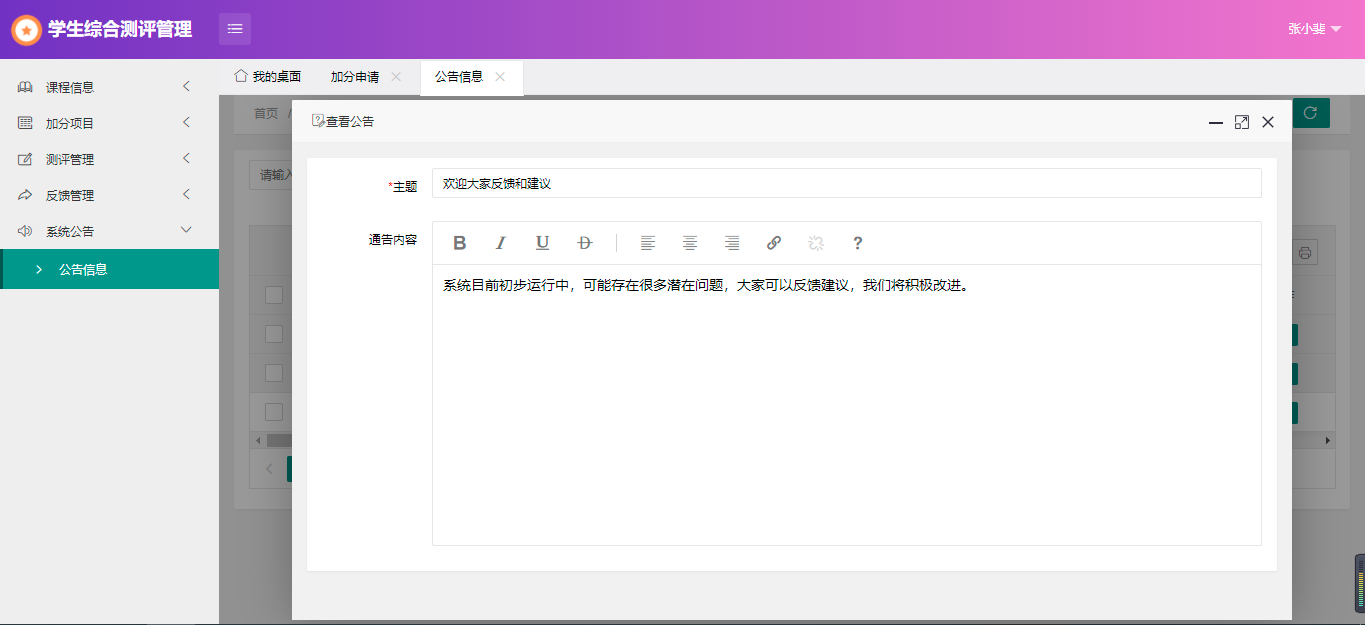 学生综合测评管理
张小斐
课程信息
加分项目
测评管理
反馈管理
系统公告
公告信息
我的桌面
加分申请
公告信息
首页 /
请输入
查看公告
*主题
欢迎大家反馈和建议
通告内容
B I U D ?
系统目前初步运行中，可能存在很多潜在问题，大家可以反馈建议，我们将积极改进。